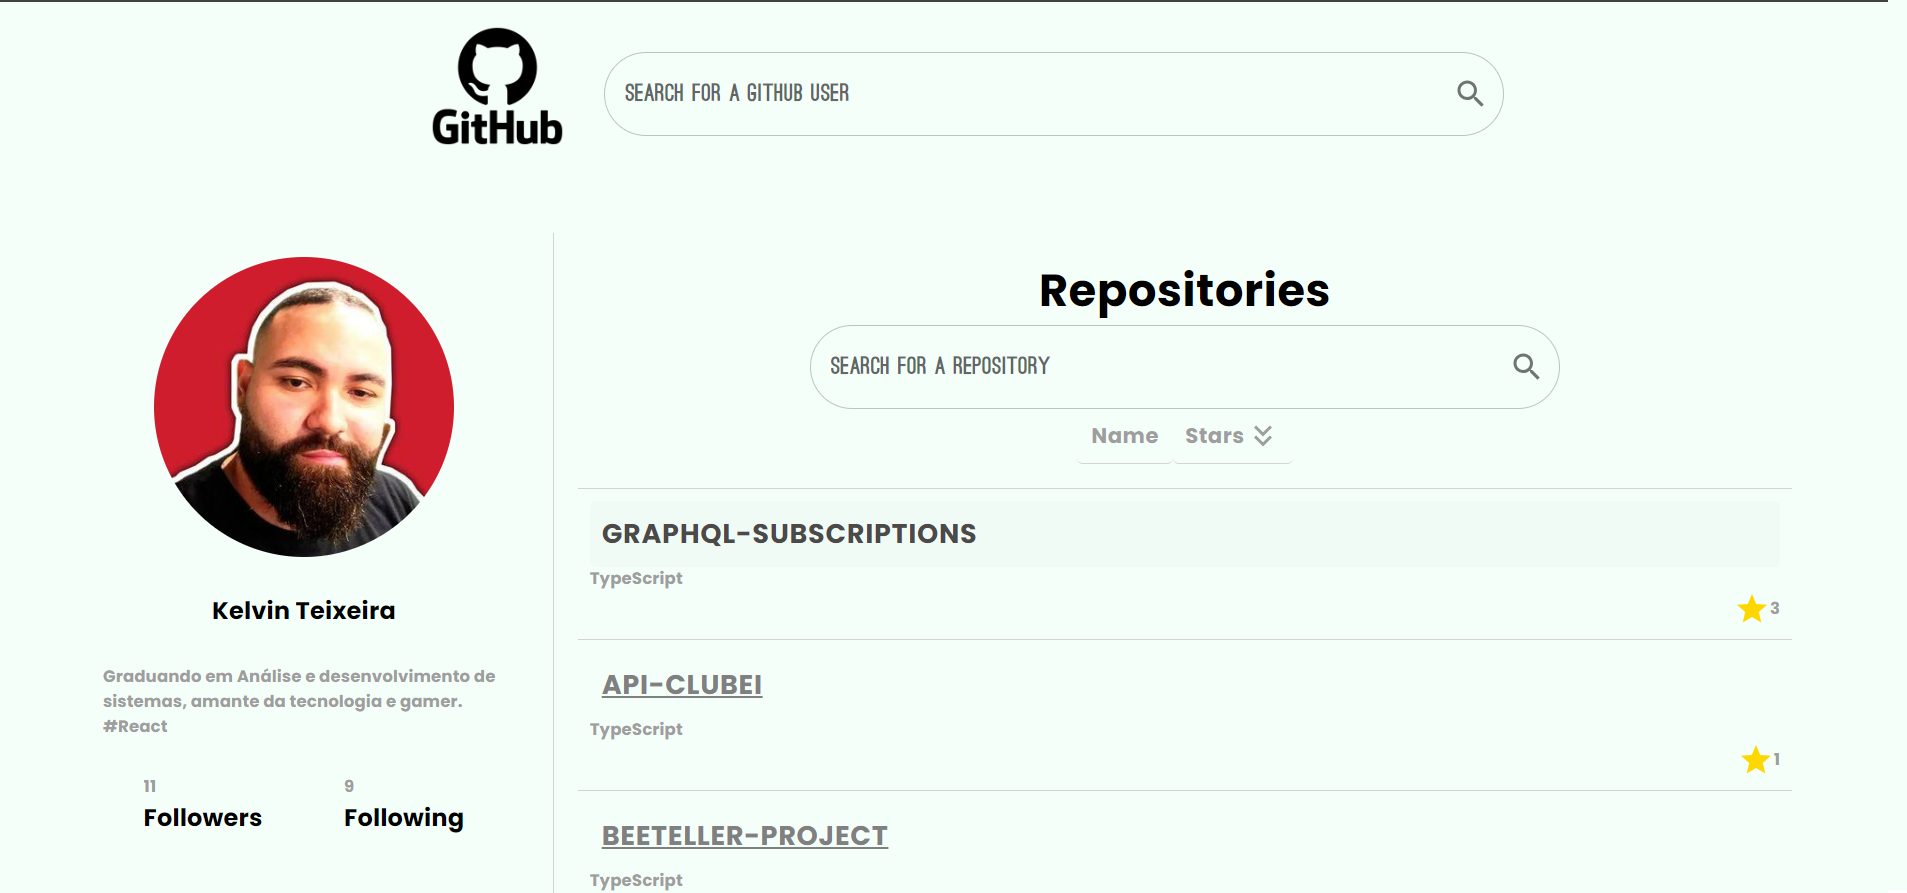 GitHub
SEARCH FOR A GITHUB USER
Kelvin Teixeira
Graduando em Análise e desenvolvimento de
sistemas, amante da tecnologia e gamer.
#React
11
Followers
9
Following
Repositories
SEARCH FOR A REPOSITORY
Name Stars
GRAPHQL-SUBSCRIPTIONS
TypeScript
3
API-CLUBEI
TypeScript
1
BEETELLER-PROJECT
TypeScript